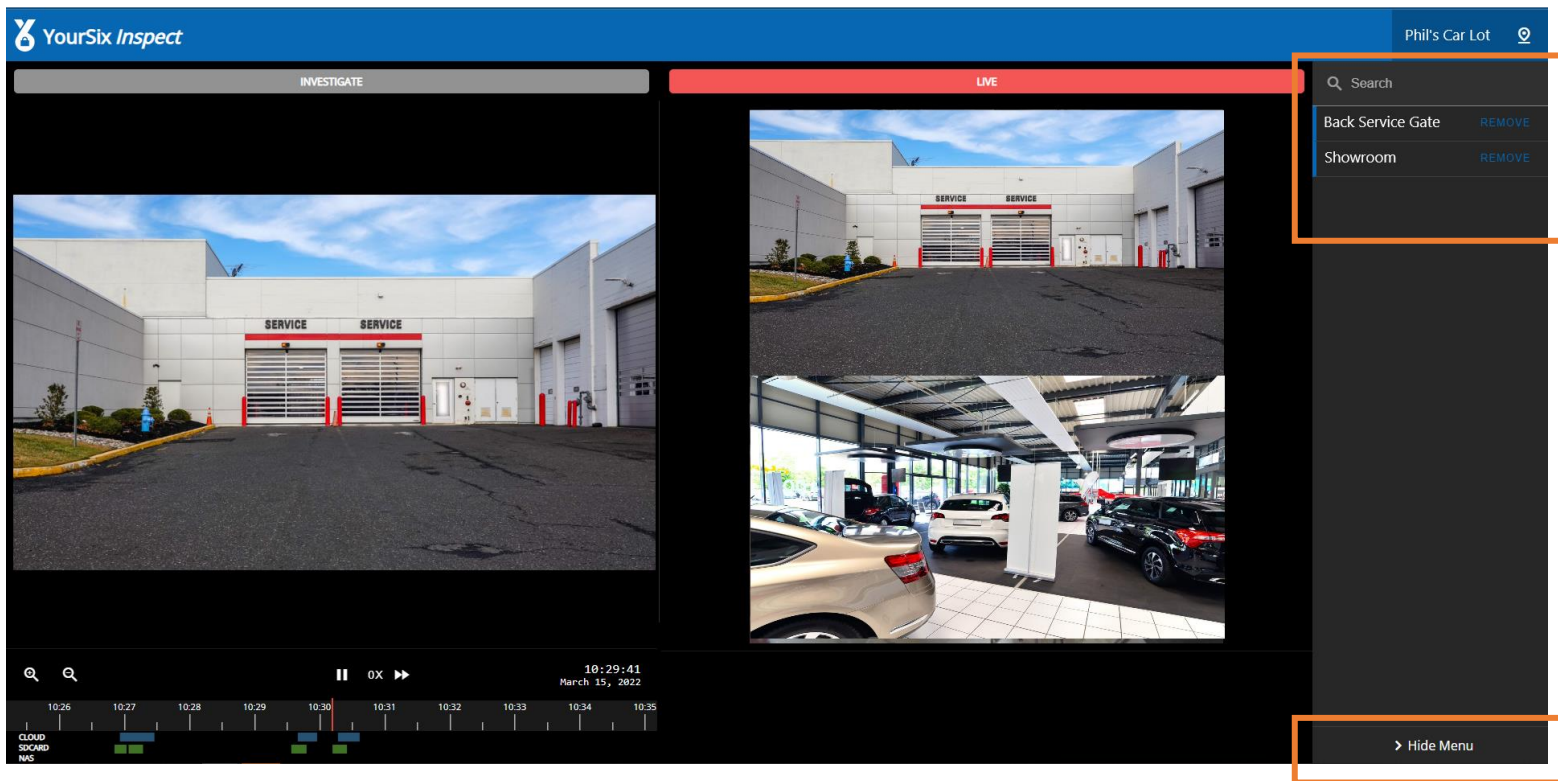 YourSix Inspect
Phil's Car Lot
INVESTIGATE
LIVE
Search
Back Service Gate REMOVE
Showroom REMOVE
SERVICE SERVICE
SERVICE SERVICE
0X
10:29:41
March 15, 2022
10:26 10:27 10:28 10:29 10:30 10:31 10:32 10:33 10:34 10:35
CLOUD
SDCARD
NAS
Hide Menu